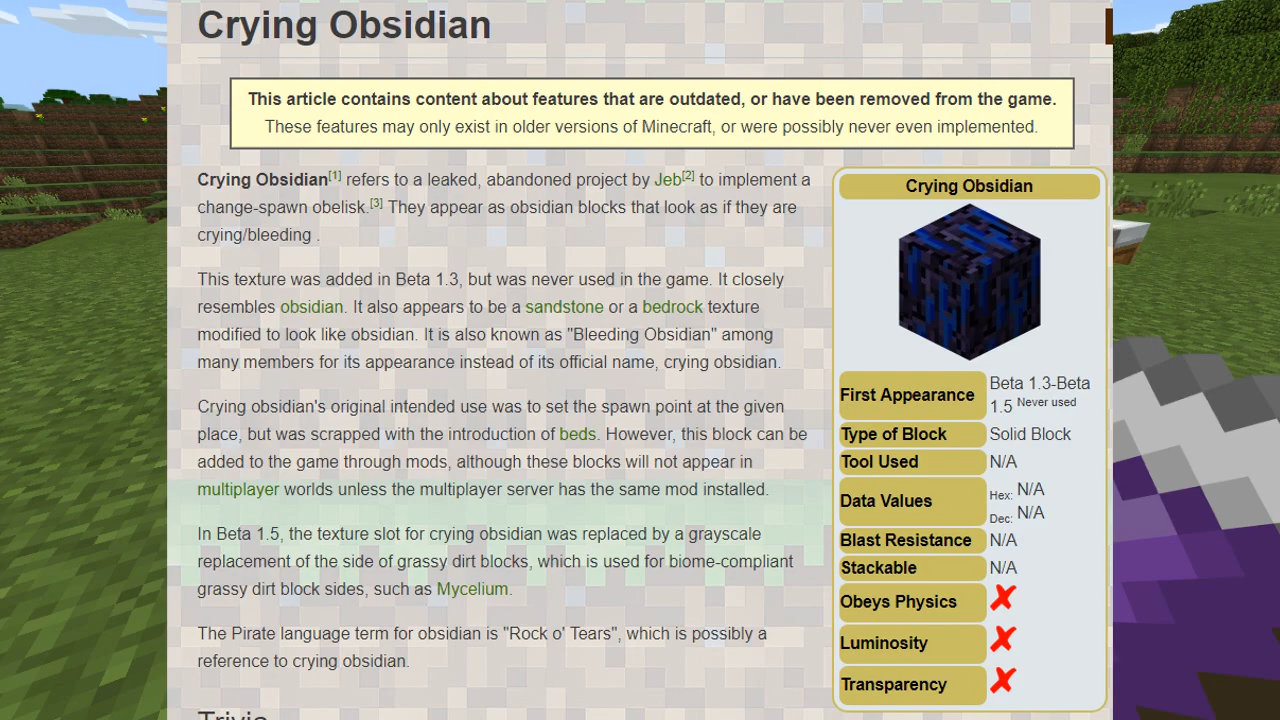 Crying Obsidian
This article contains content about features that are outdated, or have been removed from the game.
These features may only exist in older versions of Minecraft, or were possibly never even implemented.
Crying Obsidian[1] refers to a leaked, abandoned project by Jeb[2] to implement a
change-spawn obelisk.[3] They appear as obsidian blocks that look as if they are
crying/bleeding .
This texture was added in Beta 1.3, but was never used in the game. It closely
resembles obsidian. It also appears to be a sandstone or a bedrock texture
modified to look like obsidian. It is also known as "Bleeding Obsidian" among
many members for its appearance instead of its official name, crying obsidian.
Crying obsidian's original intended use was to set the spawn point at the given
place, but was scrapped with the introduction of beds. However, this block can be
added to the game through mods, although these blocks will not appear in
multiplayer worlds unless the multiplayer server has the same mod installed.
In Beta 1.5, the texture slot for crying obsidian was replaced by a grayscale
replacement of the side of grassy dirt blocks, which is used for biome-compliant
grassy dirt block sides, such as Mycelium.
The Pirate language term for obsidian is "Rock o' Tears", which is possibly a
reference to crying obsidian.
Trivia
Crying Obsidian
First Appearance Beta 1.3-Beta
1.5 Never used
Type of Block Solid Block
Tool Used N/A
Data Values Hex: N/A
Dec: N/A
Blast Resistance N/A
Stackable N/A
Obeys Physics
Luminosity
Transparency